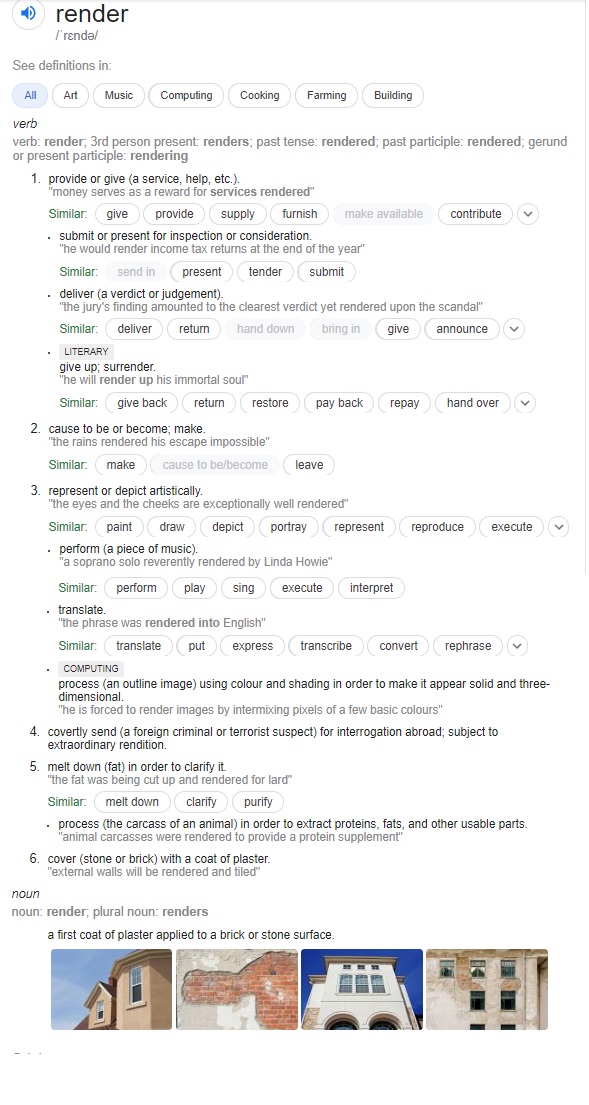 render
/ˈrɛndə/
See definitions in:
All Art Music Computing Cooking Farming Building
verb
verb: render; 3rd person present: renders; past tense: rendered; past participle: rendered; gerund
or present participle: rendering
1. provide or give (a service, help, etc.).
"money serves as a reward for services rendered"
Similar: give provide supply furnish make available contribute
• submit or present for inspection or consideration.
"he would render income tax returns at the end of the year"
Similar: send in present tender submit
• deliver (a verdict or judgement).
"the jury's finding amounted to the clearest verdict yet rendered upon the scandal"
Similar: deliver return hand down bring in give announce
• LITERARY
give up; surrender.
"he will render up his immortal soul"
Similar: give back return restore pay back repay hand over
2. cause to be or become; make.
"the rains rendered his escape impossible"
Similar: make cause to be/become leave
3. represent or depict artistically.
"the eyes and the cheeks are exceptionally well rendered"
Similar: paint draw depict portray represent reproduce execute
• perform (a piece of music).
"a soprano solo reverently rendered by Linda Howie"
Similar: perform play sing execute interpret
• translate.
"the phrase was rendered into English"
Similar: translate put express transcribe convert rephrase
• COMPUTING
process (an outline image) using colour and shading in order to make it appear solid and three-
dimensional.
"he is forced to render images by intermixing pixels of a few basic colours"
4. covertly send (a foreign criminal or terrorist suspect) for interrogation abroad; subject to
extraordinary rendition.
5. melt down (fat) in order to clarify it.
"the fat was being cut up and rendered for lard"
Similar: melt down clarify purify
• process (the carcass of an animal) in order to extract proteins, fats, and other usable parts.
"animal carcasses were rendered to provide a protein supplement"
6. cover (stone or brick) with a coat of plaster.
"external walls will be rendered and tiled"
noun
noun: render; plural noun: renders
a first coat of plaster applied to a brick or stone surface.